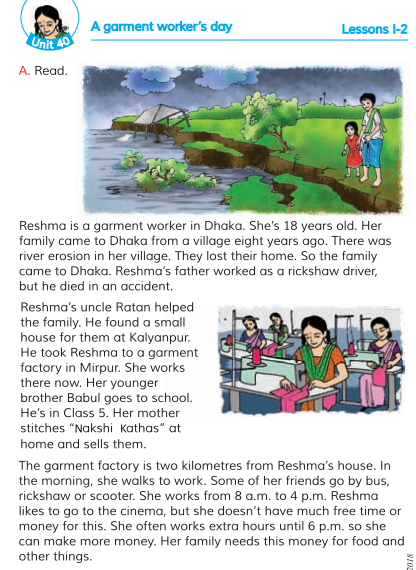 A garment worker's day
Lessons 1-2
Unit 40
A. Read.
Reshma is a garment worker in Dhaka. She's 18 years old. Her
family came to Dhaka from a village eight years ago. There was
river erosion in her village. They lost their home. So the family
came to Dhaka. Reshma's father worked as a rickshaw driver,
but he died in an accident.
Reshma's uncle Ratan helped
the family. He found a small
house for them at Kalyanpur.
He took Reshma to a garment
factory in Mirpur. She works
there now. Her younger
brother Babul goes to school.
He's in Class 5. Her mother
stitches “Nakshi Kathas” at
home and sells them.
The garment factory is two kilometres from Reshma's house. In
the morning, she walks to work. Some of her friends go by bus,
rickshaw or scooter. She works from 8 a.m. to 4 p.m. Reshma
likes to go to the cinema, but she doesn't have much free time or
money for this. She often works extra hours until 6 p.m. so she
can make more money. Her family needs this money for food and
other things.
2018